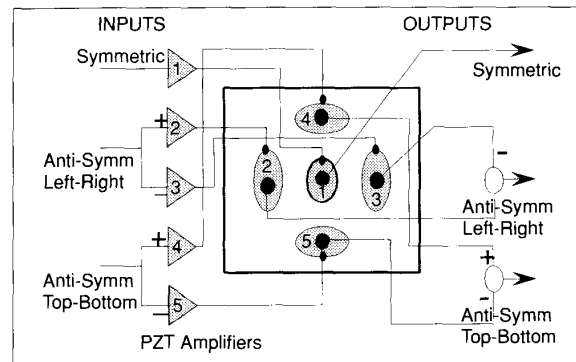 INPUTS
OUTPUTS
Symmetric
1
4
Symmetric
+
2
2
1
3
-
Anti-Symm
Left-Right
3
-
Anti-Symm
Left-Right
+
4
5
+
Anti-Symm
Top-Bottom
5
-
-
Anti-Symm
Top-Bottom
PZT Amplifiers